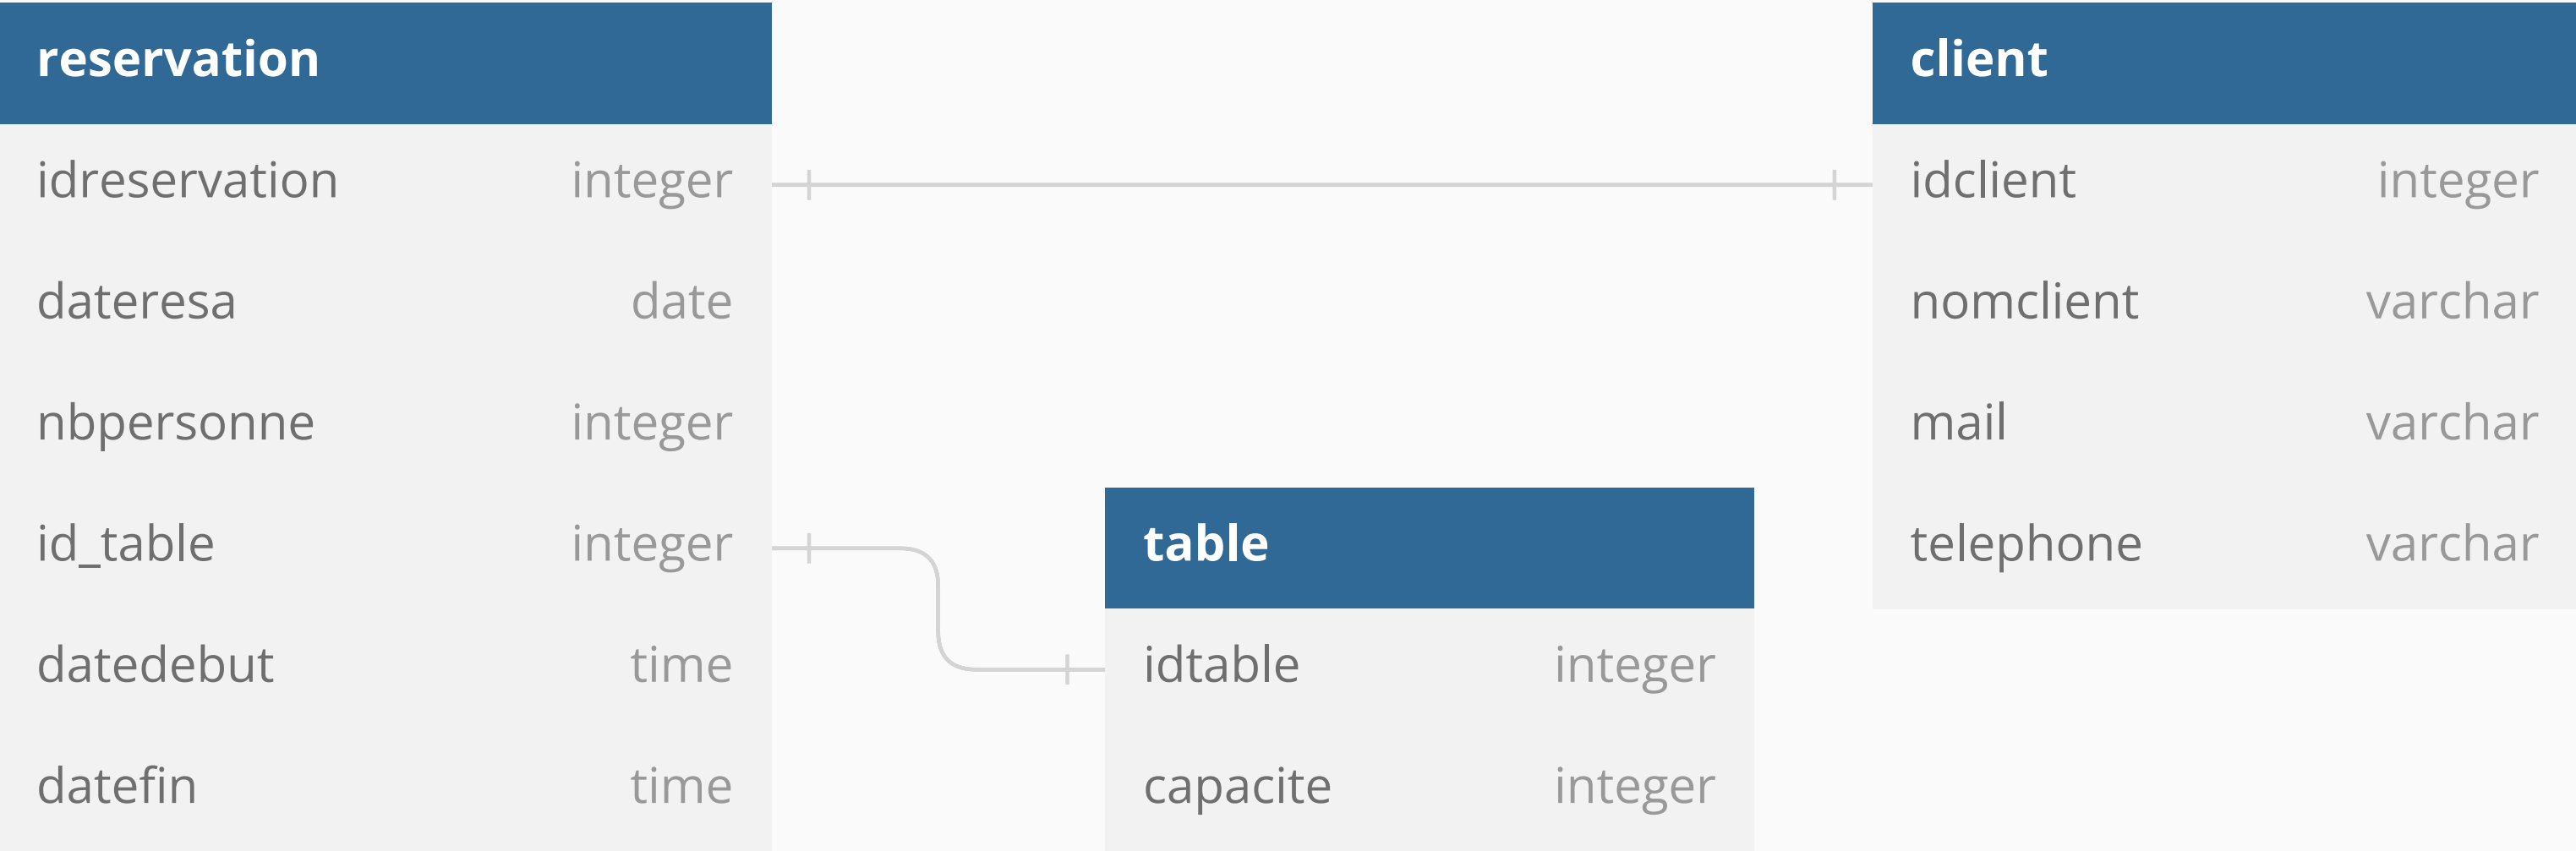 reservation
idreservation integer
dateresa date
nbpersonne integer
id_table integer
datedebut time
datefin time
client
idclient integer
nomclient varchar
mail varchar
telephone varchar
table
idtable integer
capacite integer